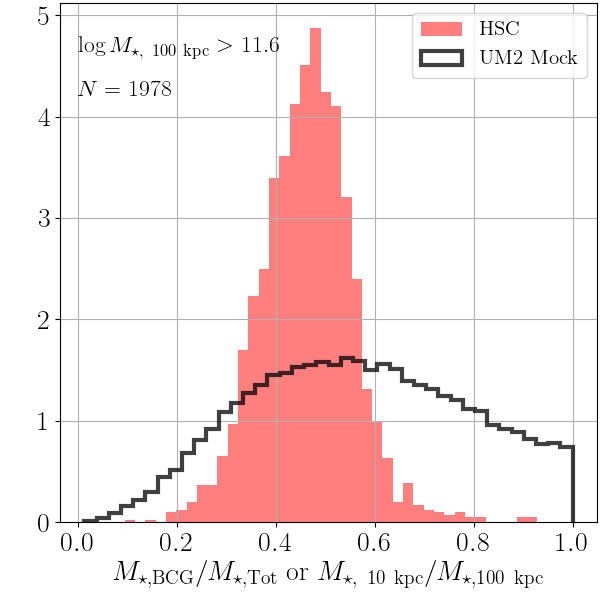 log M⋆, 100 kpc > 11.6
N = 1978
HSC
UM2 Mock
5
4
3
2
1
0
0.0 0.2 0.4 0.6 0.8 1.0
M⋆,BCG/M⋆,Tot or M⋆, 10 kpc/M⋆,100 kpc